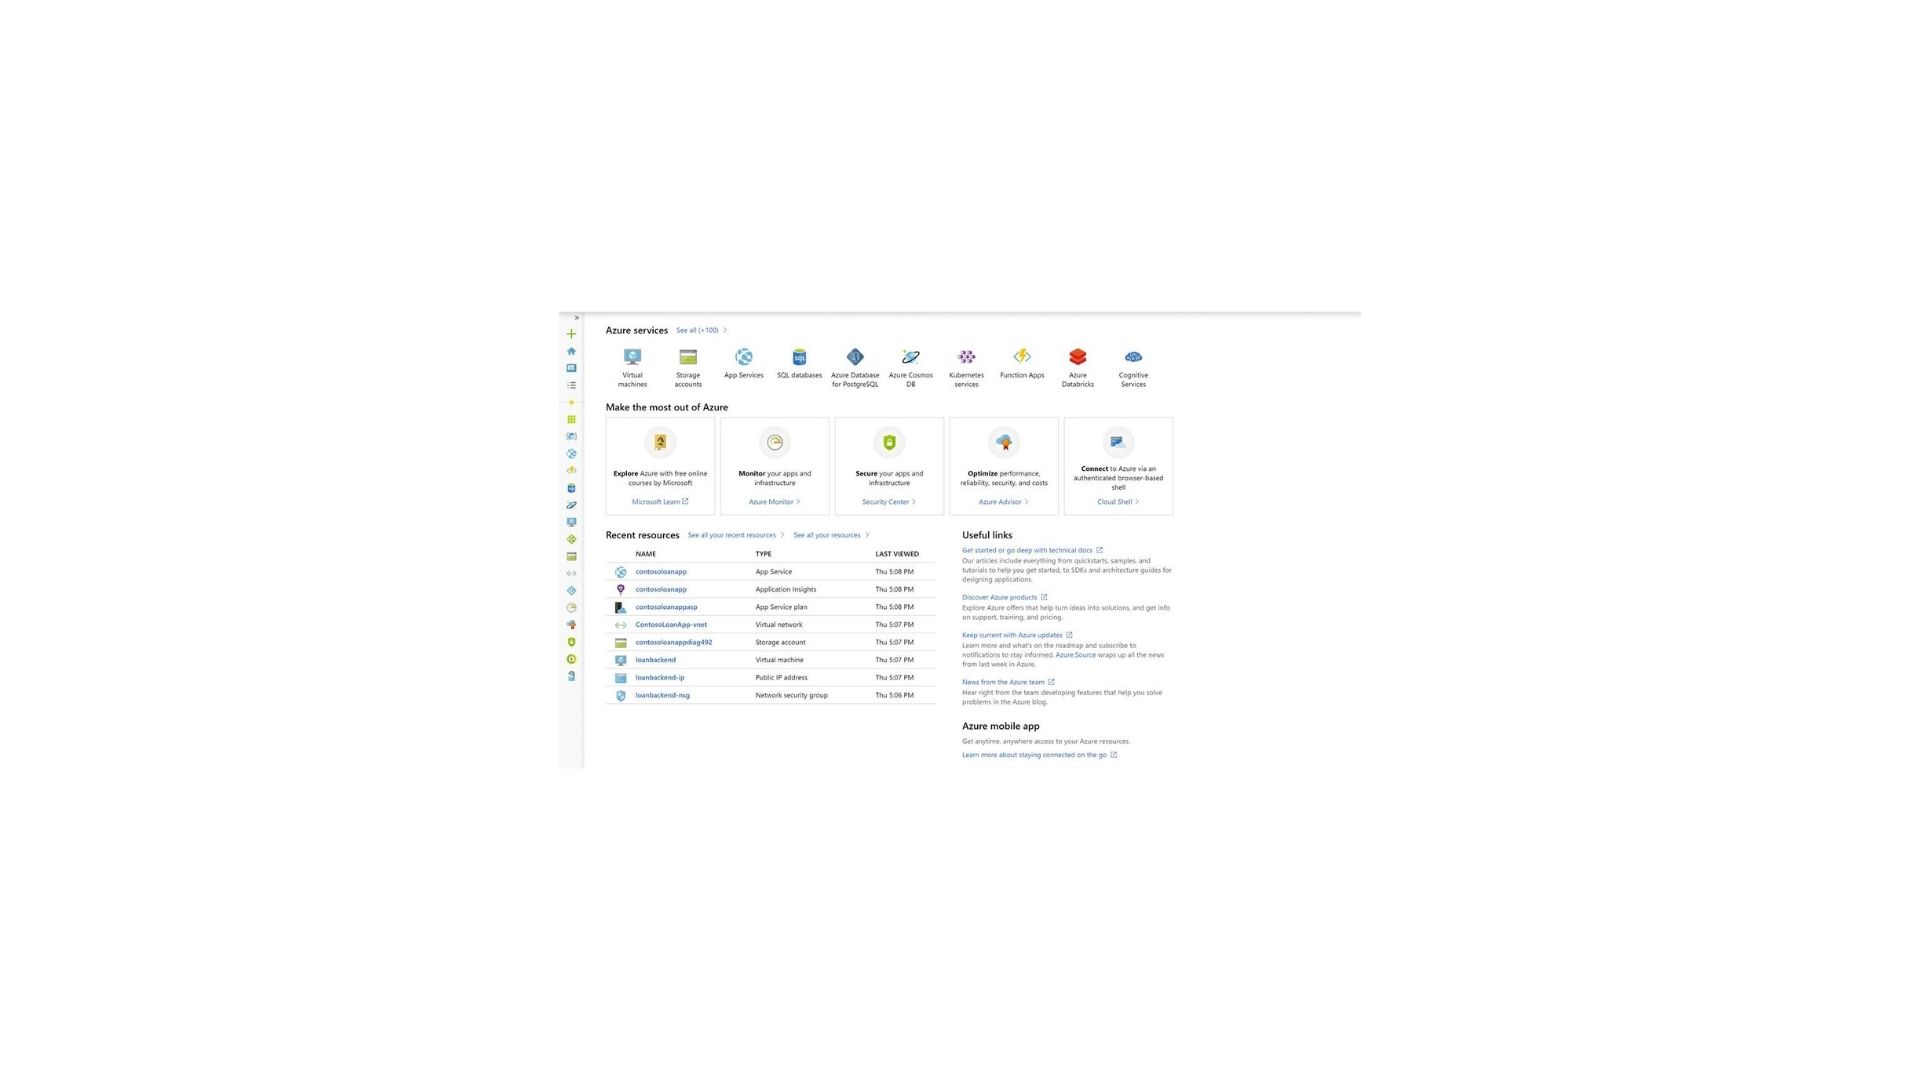 Azure services See all (+100)
Virtual machines
Storage accounts
App Services
SQL databases
Azure Database for PostgreSQL
Azure Cosmos DB
Kubernetes services
Function Apps
Azure Databricks
Cognitive Services
Make the most out of Azure
Explore Azure with free online
courses by Microsoft
Microsoft Learn
Monitor your apps and
infrastructure
Azure Monitor
Secure your apps and
infrastructure
Security Center
Optimize performance,
reliability, security, and costs
Azure Advisor
Connect to Azure via an
authenticated browser-based
shell
Cloud Shell
Recent resources See all your recent resources See all your resources
NAME TYPE LAST VIEWED
contosoloanapp App Service Thu 5:08 PM
contosoloanapp Application Insights Thu 5:08 PM
contosoloanappasp App Service plan Thu 5:08 PM
ContosoLoanApp-vnet Virtual network Thu 5:07 PM
contosoloanappdiag492 Storage account Thu 5:07 PM
loanbackend Virtual machine Thu 5:07 PM
loanbackend-ip Public IP address Thu 5:07 PM
loanbackend-nsg Network security group Thu 5:06 PM
Useful links
Get started or go deep with technical docs
Our articles include everything from quickstarts, samples, and
tutorials to help you get started, to SDKs and architecture guides for
designing applications.
Discover Azure products
Explore Azure offers that help turn ideas into solutions, and get info
on support, training, and pricing.
Keep current with Azure updates
Learn more and what's on the roadmap and subscribe to
notifications to stay informed. Azure.Source wraps up all the news
from last week in Azure.
News from the Azure team
Hear right from the team developing features that help you solve
problems in the Azure blog.
Azure mobile app
Get anytime, anywhere access to your Azure resources.
Learn more about staying connected on the go